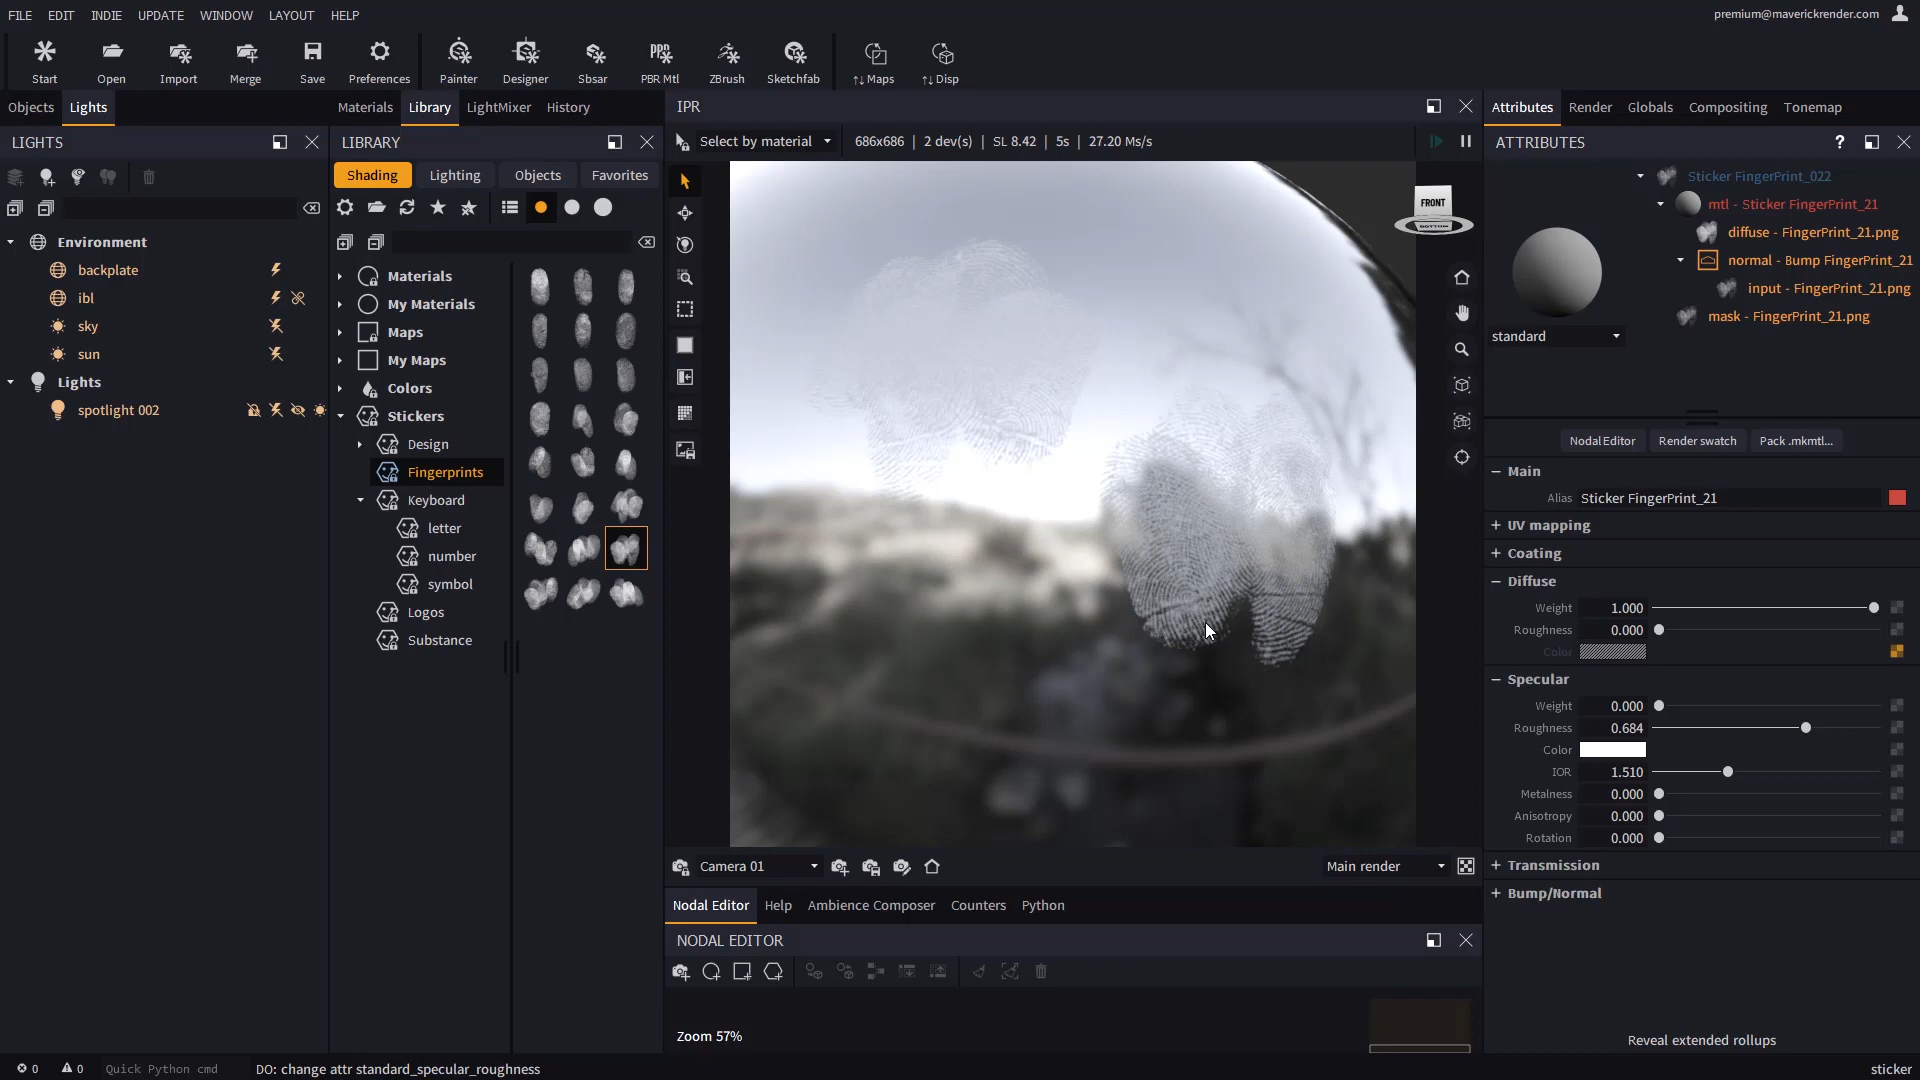 FILE EDIT INDIE UPDATE WINDOW LAYOUT HELP
premium@maverickrender.com
Start Open Import Merge Save Preferences Painter Designer Sbsar PBR Mtl ZBrush Sketchfab ↑↓Maps ↑↓Disp
PPR
Objects Lights
Materials Library LightMixer History
IPR
Attributes Render Globals Compositing Tonemap
LIGHTS
Environment
backplate
ibl
sky
sun
Lights
spotlight 002
LIBRARY
Shading Lighting Objects Favorites
Materials
My Materials
Maps
My Maps
Colors
Stickers
Design
Fingerprints
Keyboard
letter
number
symbol
Logos
Substance
Select by material 686x686 | 2 dev(s) | SL 8.42 | 5s | 27.20 Ms/s
FRONT
BOTTOM
Camera 01
Main render
Nodal Editor Help Ambience Composer Counters Python
NODAL EDITOR
Zoom 57%
ATTRIBUTES ?
Sticker FingerPrint_022
mtl - Sticker FingerPrint_21
diffuse - FingerPrint_21.png
normal - Bump FingerPrint_21
input - FingerPrint_21.png
mask - FingerPrint_21.png
standard
Nodal Editor Render swatch Pack .mkmtl...
Main
Alias Sticker FingerPrint_21
UV mapping
Coating
Diffuse
Weight 1.000
Roughness 0.000
Color
Specular
Weight 0.000
Roughness 0.684
Color
IOR 1.510
Metalness 0.000
Anisotropy 0.000
Rotation 0.000
Transmission
Bump/Normal
Reveal extended rollups
0 0 Quick Python cmd DO: change attr standard_specular_roughness
sticker